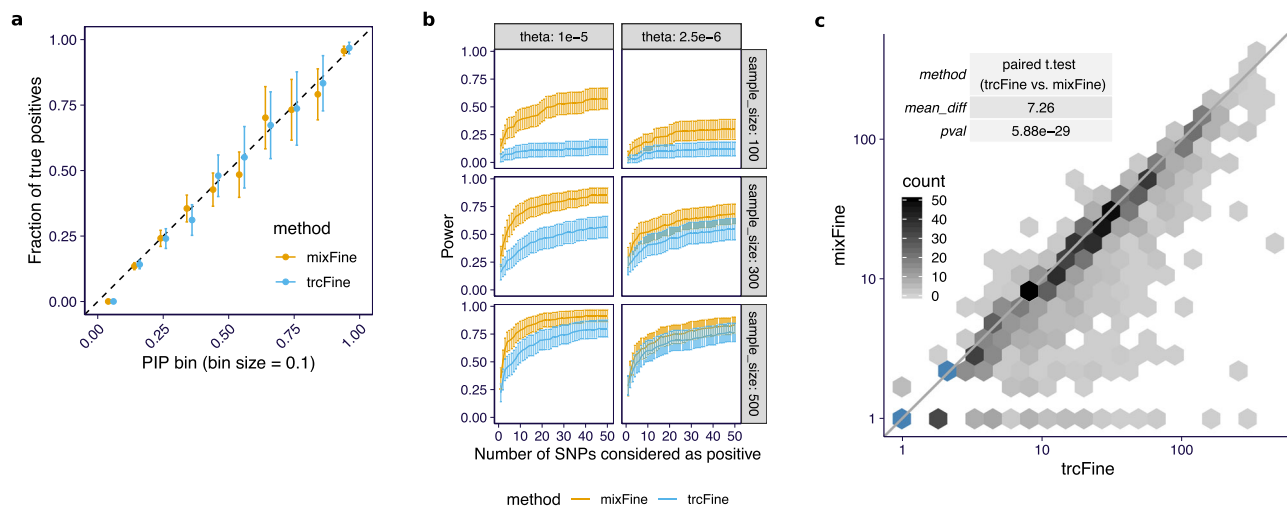 a
1.00
0.75
0.50
0.25
0.00
Fraction of true positives
method
mixFine
trcFine
0.00
0.25
0.50
0.75
1.00
PIP bin (bin size = 0.1)
b
theta: 1e−5
theta: 2.5e−6
1.00
0.75
0.50
0.25
0.00
sample_size: 100
1.00
0.75
0.50
0.25
0.00
sample_size: 300
1.00
0.75
0.50
0.25
0.00
sample_size: 500
Power
0 10 20 30 40 50
0 10 20 30 40 50
Number of SNPs considered as positive
method mixFine trcFine
c
method paired t.test
(trcFine vs. mixFine)
mean_diff 7.26
pval 5.88e−29
count
50
40
30
20
10
0
100
10
1
mixFine
1 10 100
trcFine